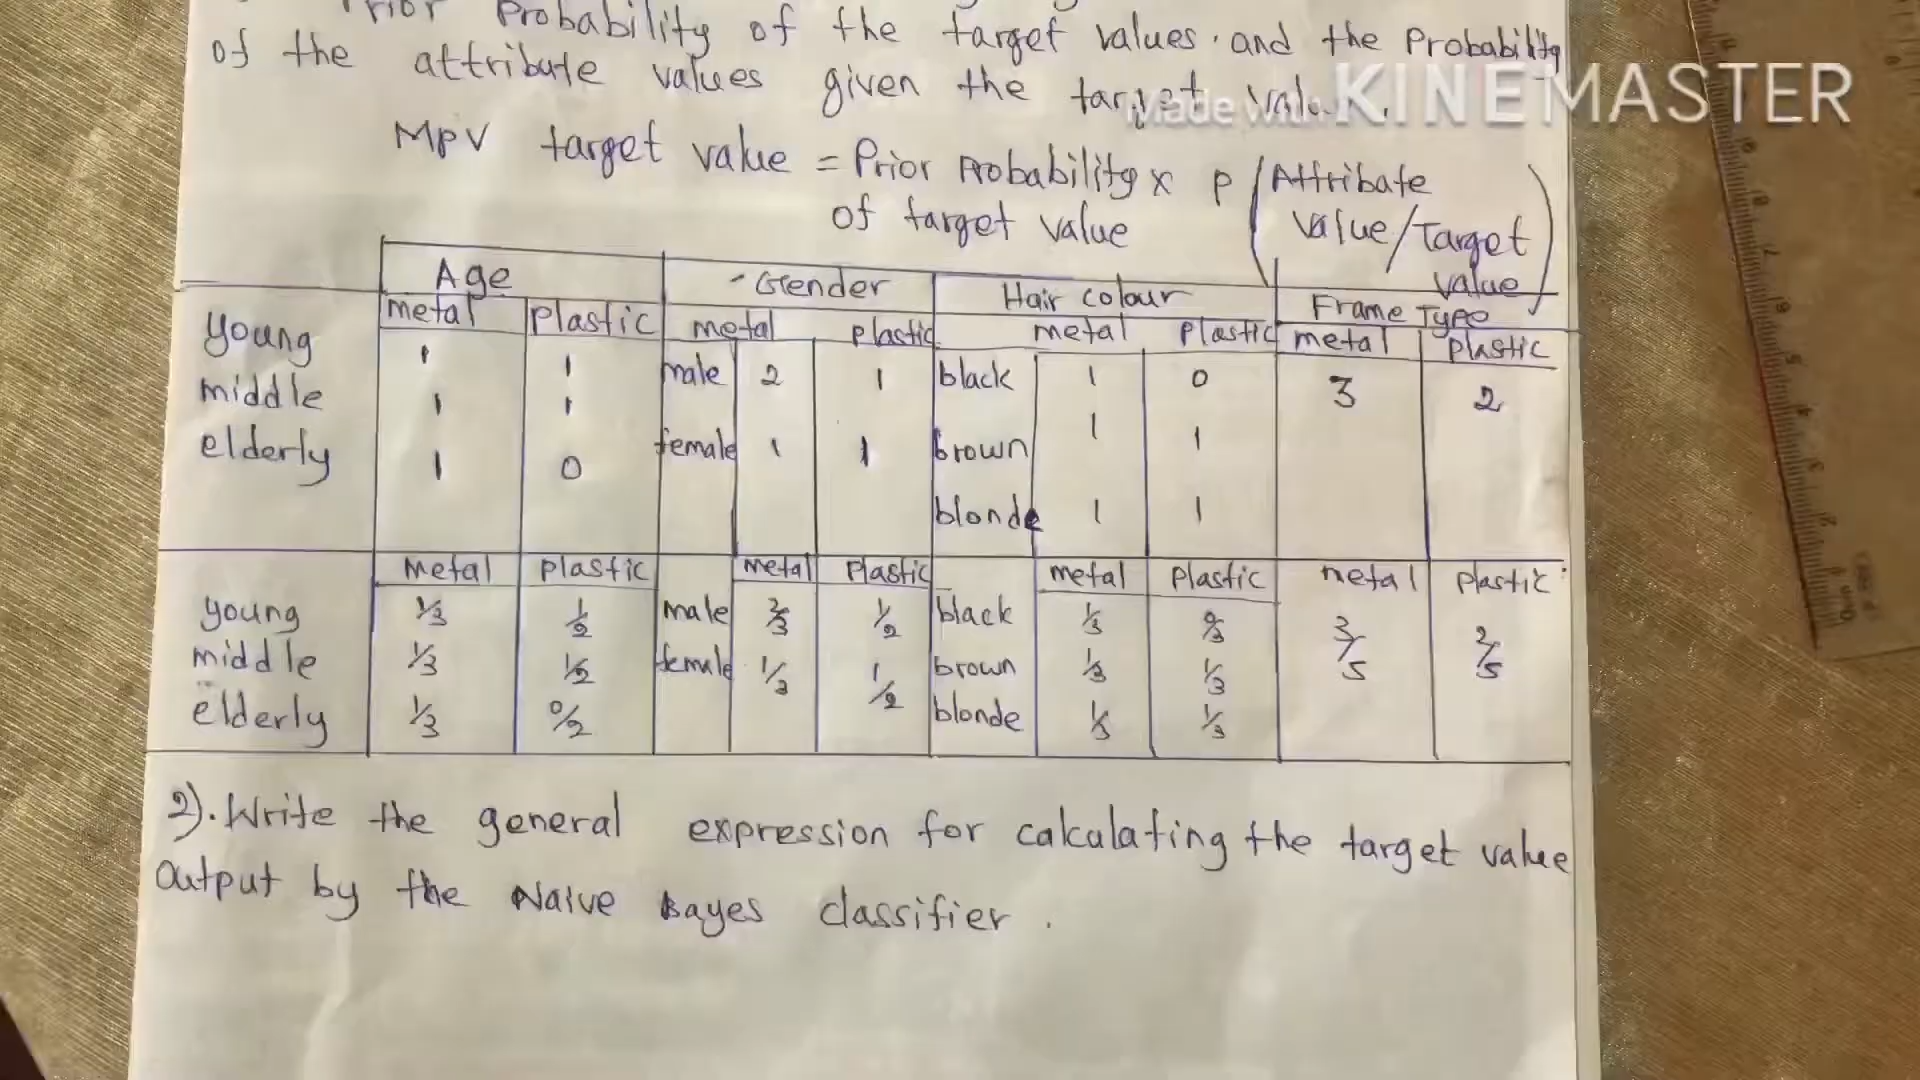 Prior Probability of the target values. and the Probability
of the attribute values given the target value.
Made with KINEMASTER
MPV target value = Prior Probability x P (Attribute
of target value value/Target
value)
Age Gender Hair colour Frame Type
metal plastic metal plastic metal plastic metal plastic
young 1 1 male 2 1 black 1 0 3 2
middle 1 1 female 1 1 brown 1 1
elderly 1 0 blonde 1 1
metal plastic metal plastic metal plastic metal plastic
young 1/3 1/2 male 2/3 1/2 black 1/3 0/3 3/5 2/5
middle 1/3 1/2 female 1/3 1/2 brown 1/3 1/3
elderly 1/3 0/2 blonde 1/3 1/3
2). Write the general expression for calculating the target value
output by the Naive Bayes classifier.